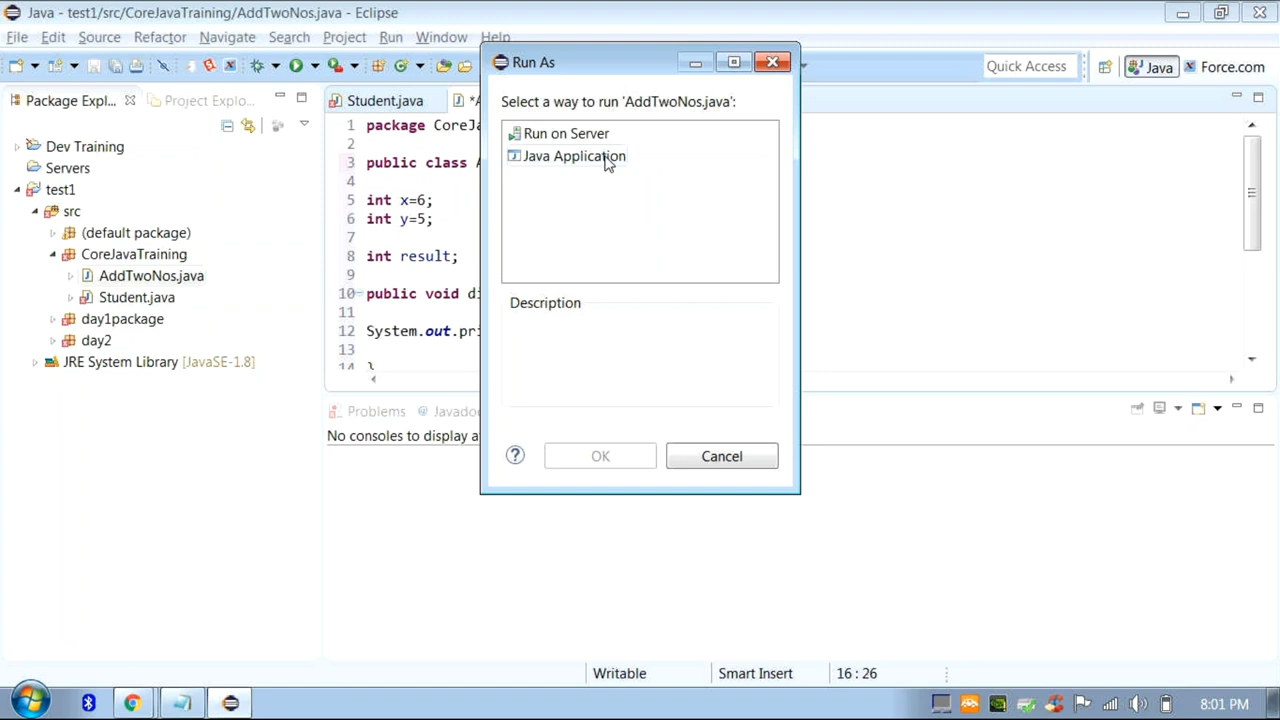 Java - test1/src/CoreJavaTraining/AddTwoNos.java - Eclipse
File Edit Source Refactor Navigate Search Project Run Window Help
Quick Access Java Force.com
Package Expl... Project Explo...
Dev Training
Servers
test1
src
(default package)
CoreJavaTraining
AddTwoNos.java
Student.java
day1package
day2
JRE System Library [JavaSE-1.8]
Student.java *A
1 package CoreJa
2
3 public class A
4
5 int x=6;
6 int y=5;
7
8 int result;
9
10 public void di
11
12 System.out.pri
13
14 }
Run As
Select a way to run 'AddTwoNos.java':
Run on Server
Java Application
Description
? OK Cancel
Problems @ Javado
No consoles to display a
Writable Smart Insert 16 : 26
8:01 PM